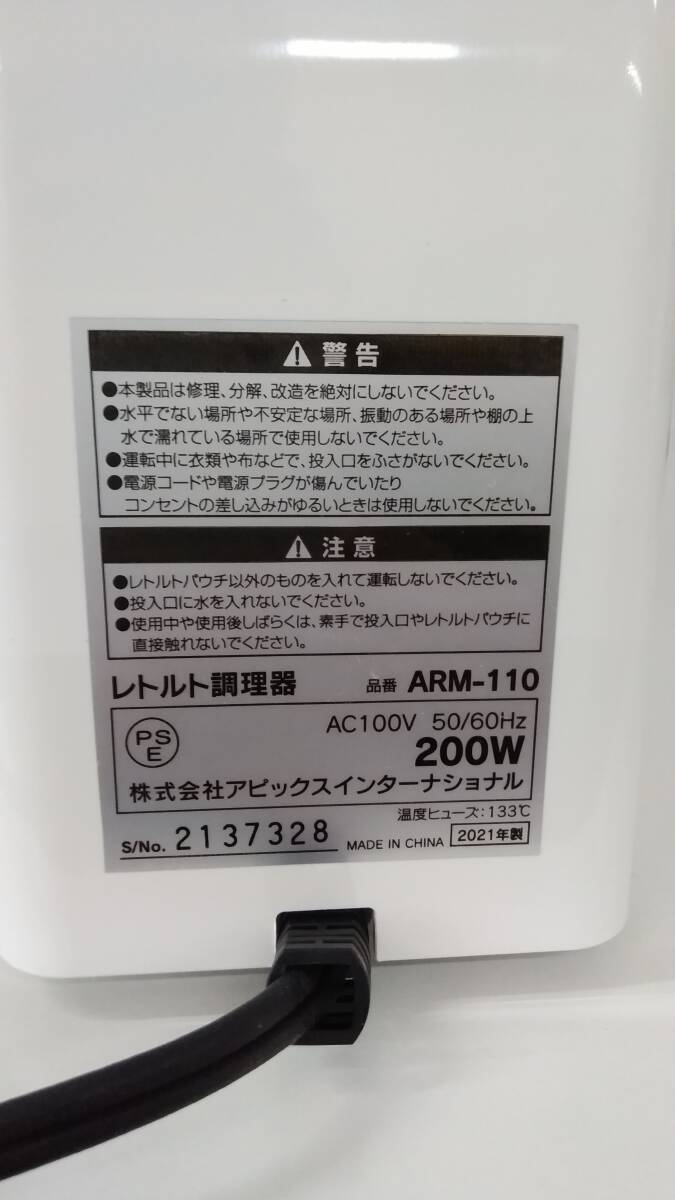 ⚠ 警告
●本製品は修理、分解、改造を絶対にしないでください。
●水平でない場所や不安定な場所、振動のある場所や棚の上
水で濡れている場所で使用しないでください。
●運転中に衣類や布などで、投入口をふさがないでください。
●電源コードや電源プラグが傷んでいたり
コンセントの差し込みがゆるいときは使用しないでください。
⚠ 注意
●レトルトパウチ以外のものを入れて運転しないでください。
●投入口に水を入れないでください。
●使用中や使用後しばらくは、素手で投入口やレトルトパウチに
直接触れないでください。
レトルト調理器 品番 ARM-110
PS
E
AC100V 50/60Hz
200W
株式会社アピックスインターナショナル
温度ヒューズ:133℃
S/No. 2137328 MADE IN CHINA 2021年製